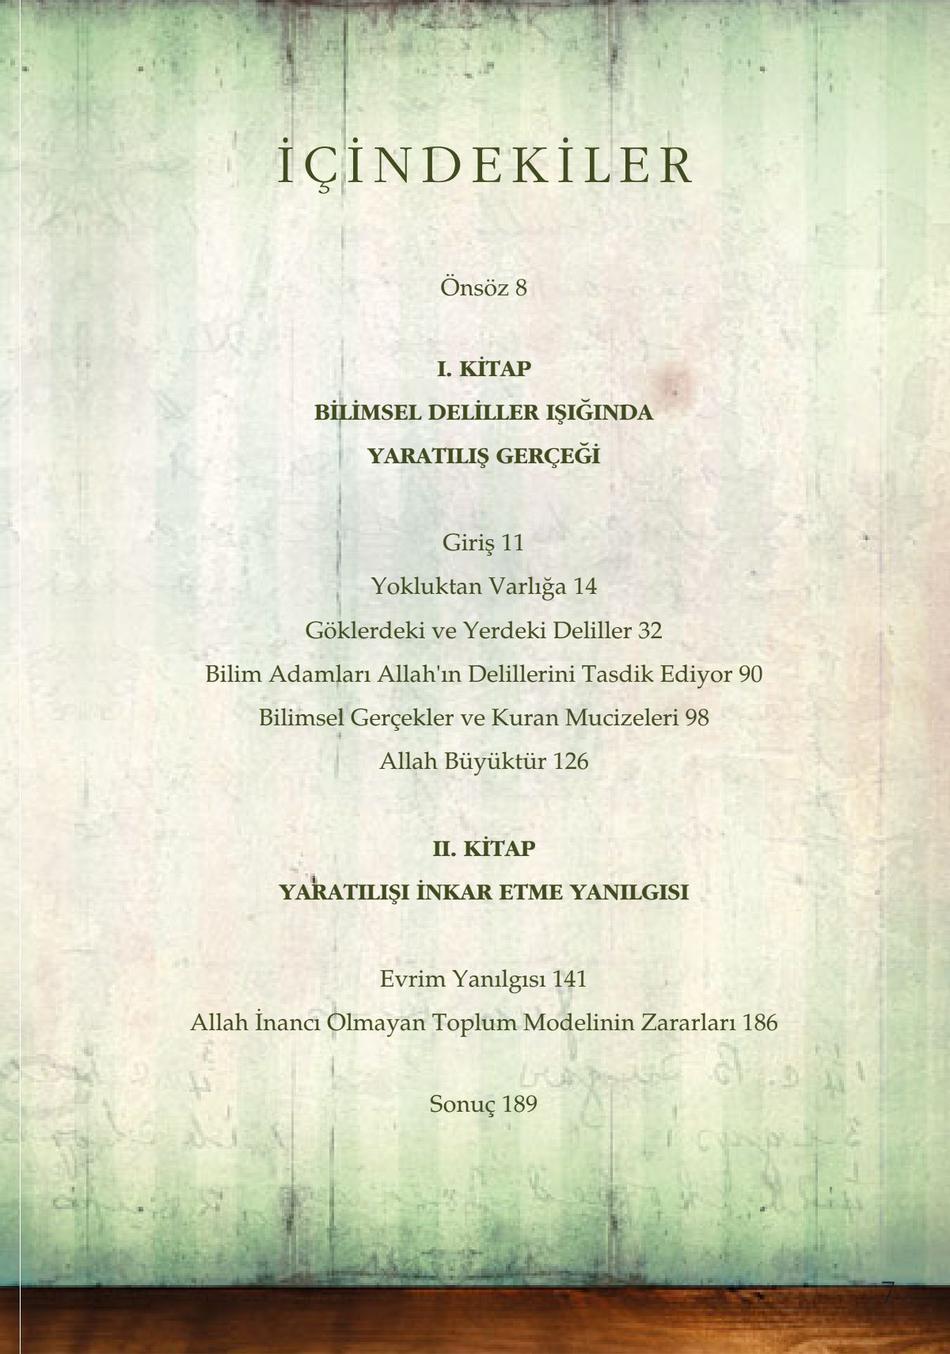 İÇİNDEKİLER
Önsöz 8
I. KİTAP
BİLİMSEL DELİLLER IŞIĞINDA
YARATILIŞ GERÇEĞİ
Giriş 11
Yokluktan Varlığa 14
Göklerdeki ve Yerdeki Deliller 32
Bilim Adamları Allah'ın Delillerini Tasdik Ediyor 90
Bilimsel Gerçekler ve Kuran Mucizeleri 98
Allah Büyüktür 126
II. KİTAP
YARATILIŞI İNKAR ETME YANILGISI
Evrim Yanılgısı 141
Allah İnancı Olmayan Toplum Modelinin Zararları 186
Sonuç 189
7